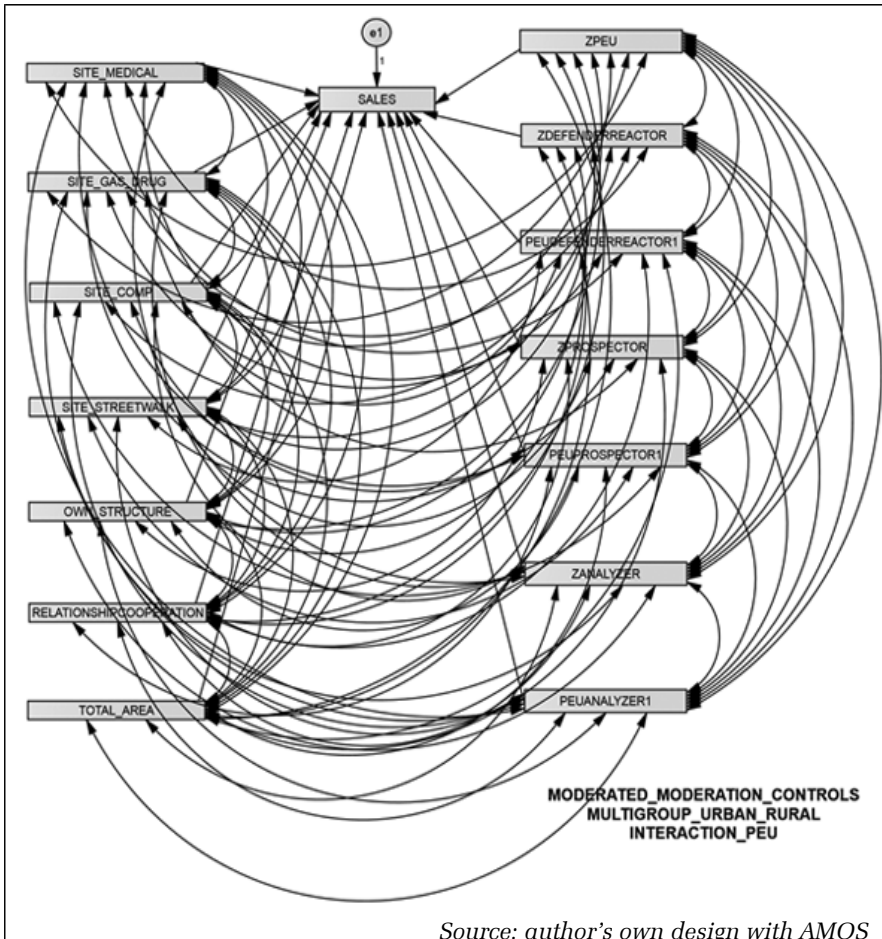 e1
1
SALES
SITE_MEDICAL
SITE_GAS_DRUG
SITE_COMP
SITE_STREETWALK
OWN_STRUCTURE
RELATIONSHIPCOOPERATION
TOTAL_AREA
ZPEU
ZDEFENDERREACTOR
PEUDEFENDERREACTOR1
ZPROSPECTOR
PEUPROSPECTOR1
ZANALYZER
PEUANALYZER1
MODERATED_MODERATION_CONTROLS
MULTIGROUP_URBAN_RURAL
INTERACTION_PEU
Source: author's own design with AMOS